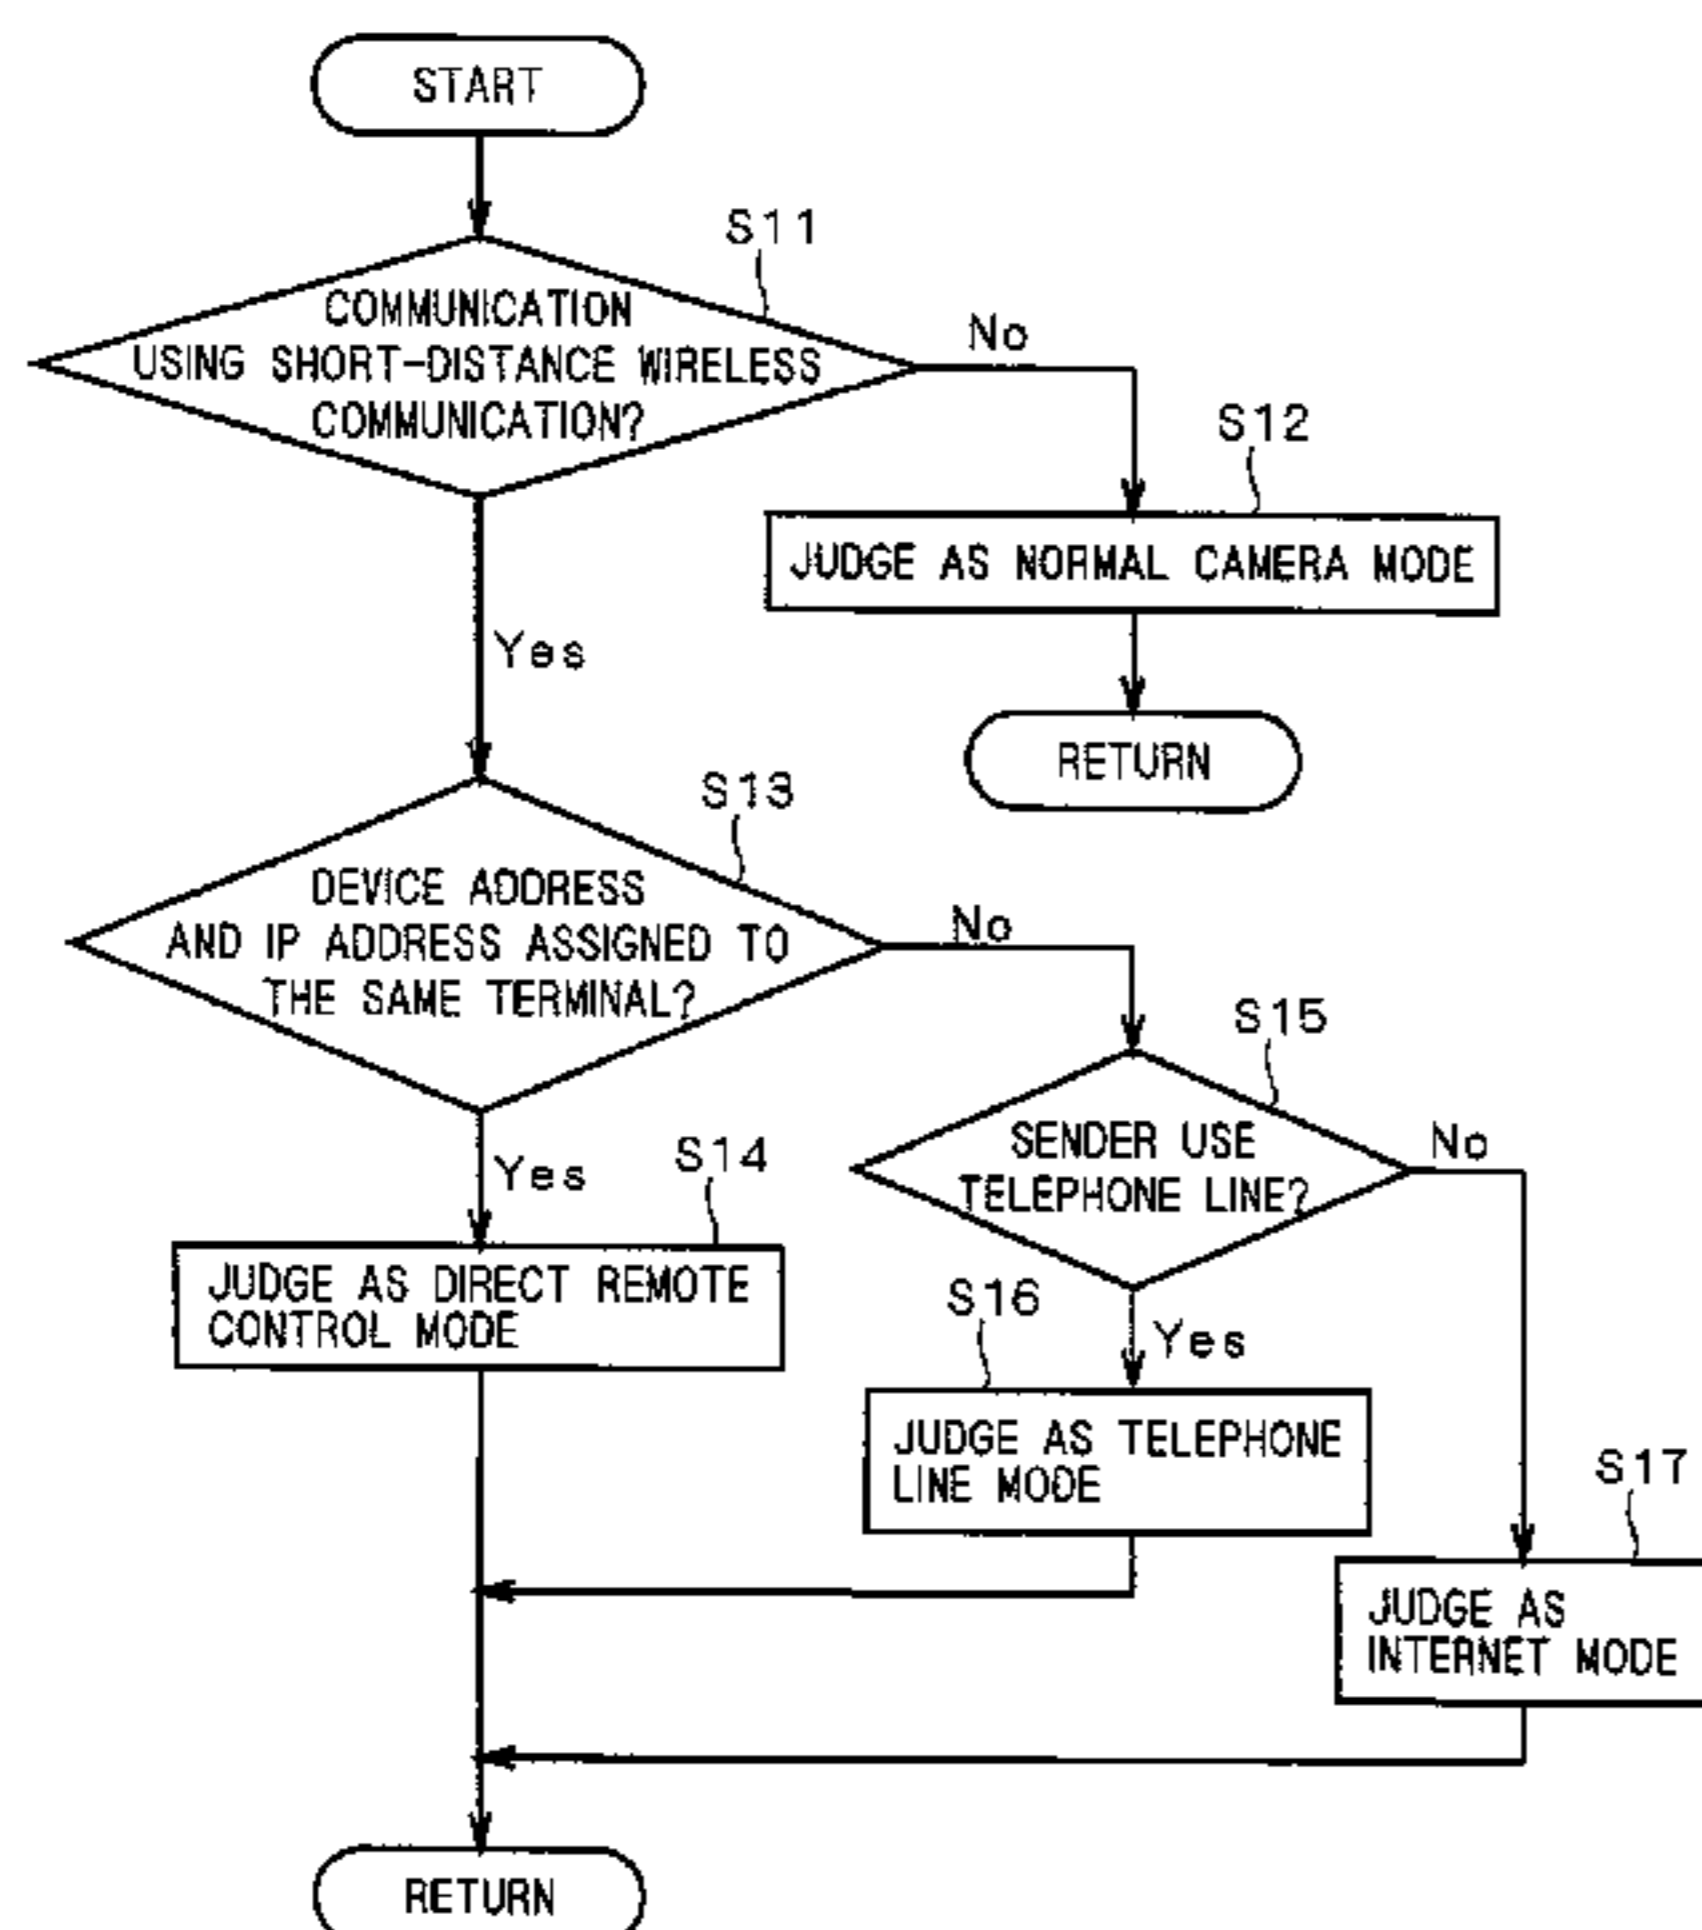 START
S11
COMMUNICATION
USING SHORT-DISTANCE WIRELESS
COMMUNICATION?
No
S12
JUDGE AS NORMAL CAMERA MODE
Yes
RETURN
S13
DEVICE ADDRESS
AND IP ADDRESS ASSIGNED TO
THE SAME TERMINAL?
No
S15
SENDER USE
TELEPHONE LINE?
No
Yes
S14
JUDGE AS DIRECT REMOTE
CONTROL MODE
S16
Yes
JUDGE AS TELEPHONE
LINE MODE
S17
JUDGE AS
INTERNET MODE
RETURN